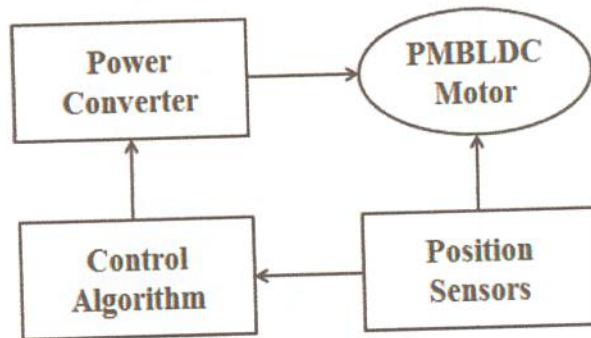 Power
Converter
PMBLDC
Motor
Control
Algorithm
Position
Sensors